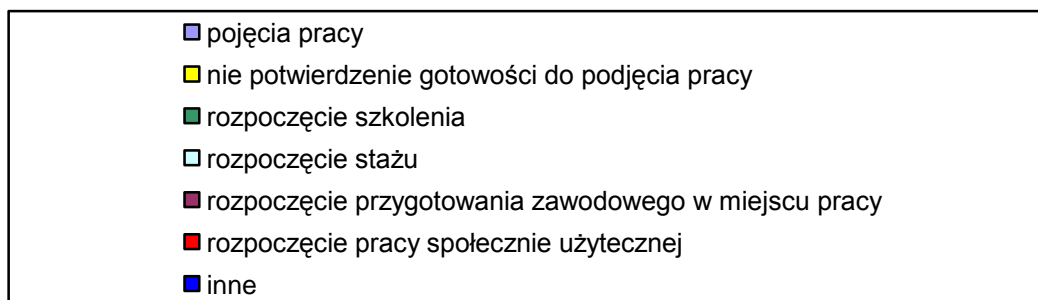 pojęcia pracy
nie potwierdzenie gotowości do podjęcia pracy
rozpoczęcie szkolenia
rozpoczęcie stażu
rozpoczęcie przygotowania zawodowego w miejscu pracy
rozpoczęcie pracy społecznie użytecznej
inne